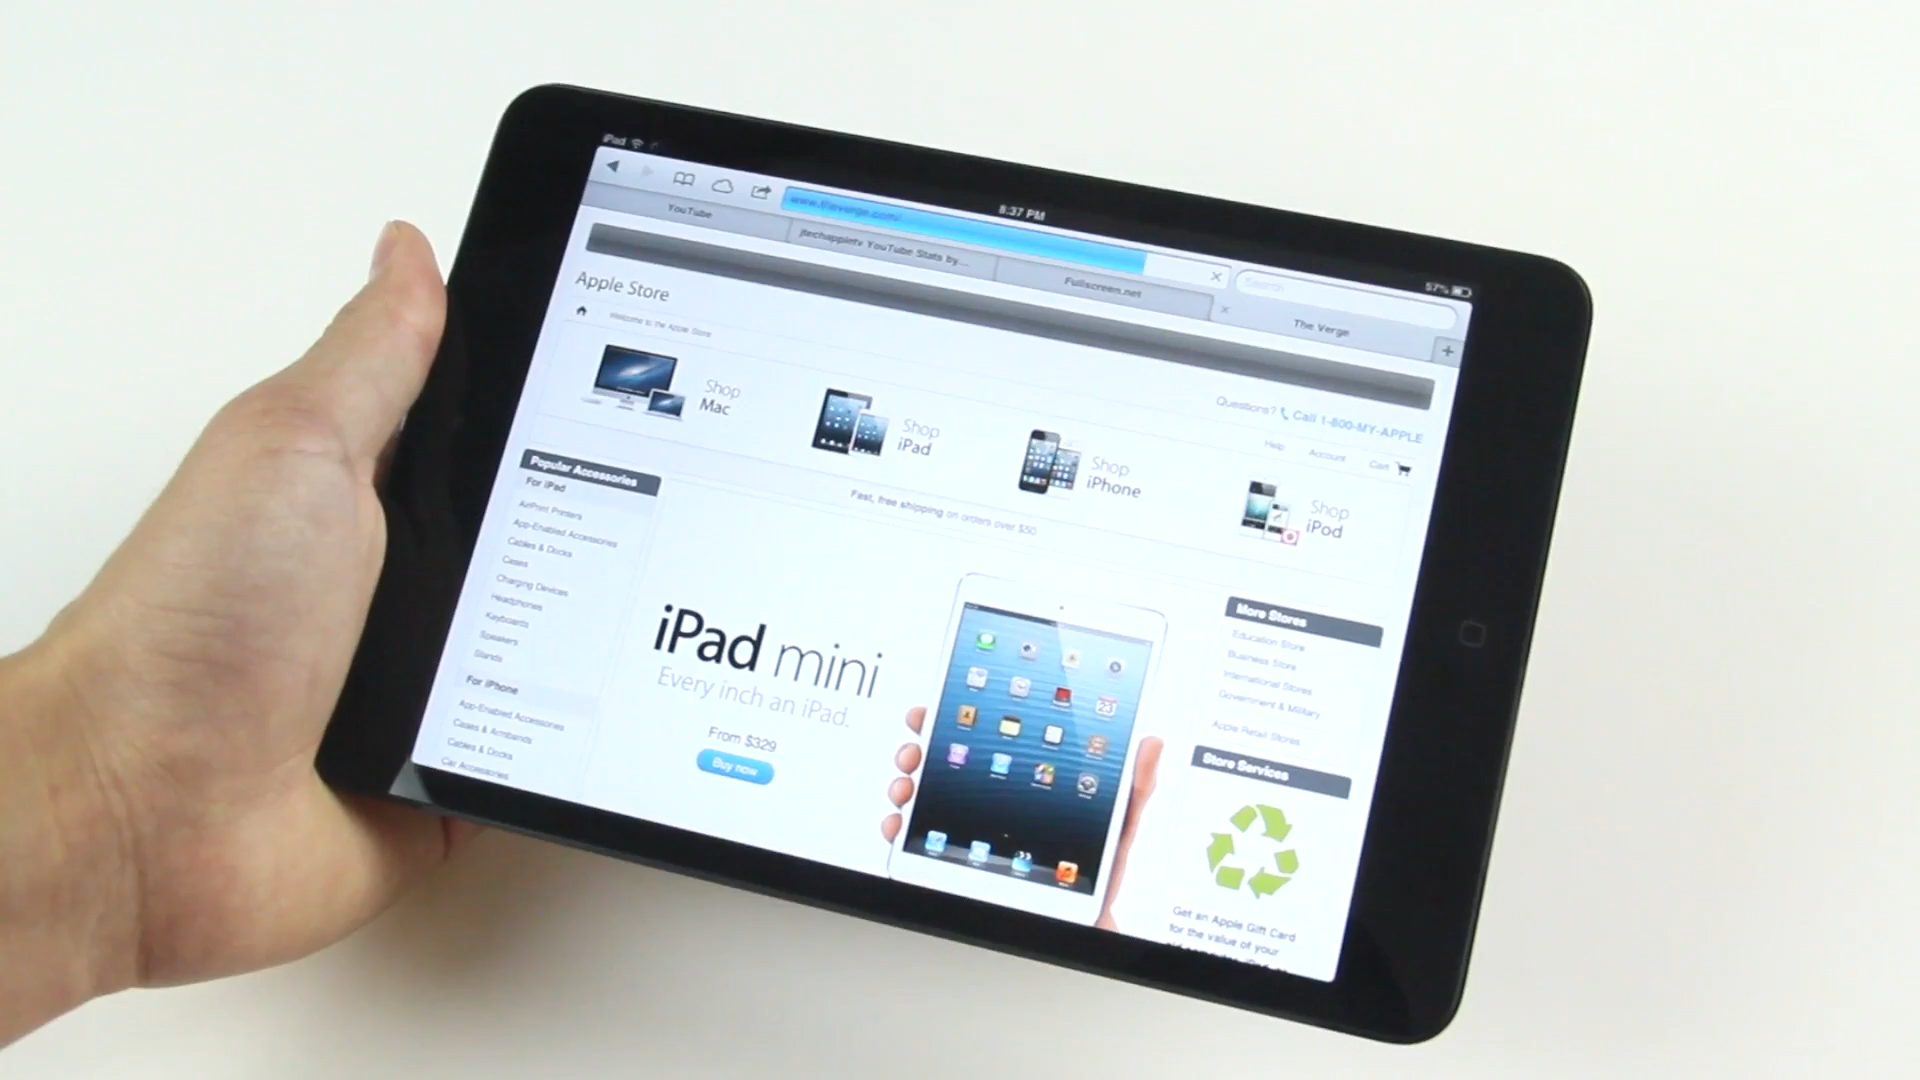 iPad
8:37 PM
57%
www.theverge.com/
Search
YouTube
jtechappletv YouTube Stats by...
Fullscreen.net
The Verge
Apple Store
Welcome to the Apple Store
Questions? Call 1-800-MY-APPLE
Help
Account
Cart
Shop
Mac
Shop
iPad
Shop
iPhone
Shop
iPod
Fast, free shipping on orders over $50
Popular Accessories
For iPad
AirPrint Printers
App-Enabled Accessories
Cables & Docks
Cases
Charging Devices
Headphones
Keyboards
Speakers
Stands
For iPhone
App-Enabled Accessories
Cases & Armbands
Cables & Docks
Car Accessories
iPad mini
Every inch an iPad.
From $329
Buy now
23
More Stores
Education Store
Business Store
International Stores
Government & Military
Apple Retail Stores
Store Services
Get an Apple Gift Card
for the value of your